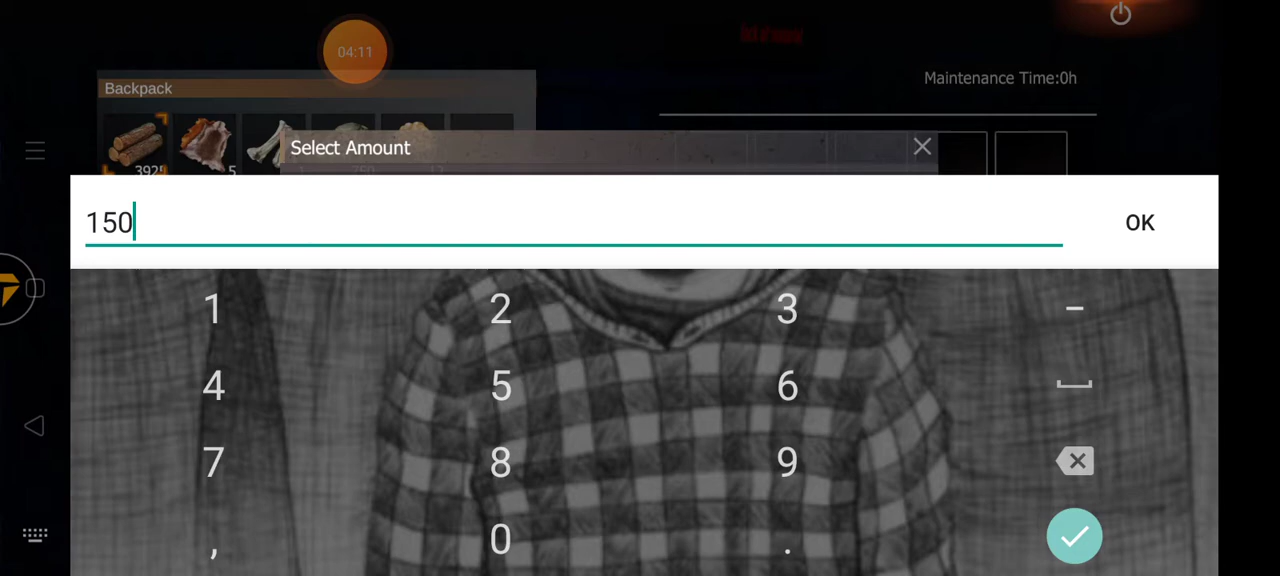 04:11
Maintenance Time:0h
Backpack
Select Amount
5
150
OK
1 2 3 –
4 5 6
7 8 9
, 0 .